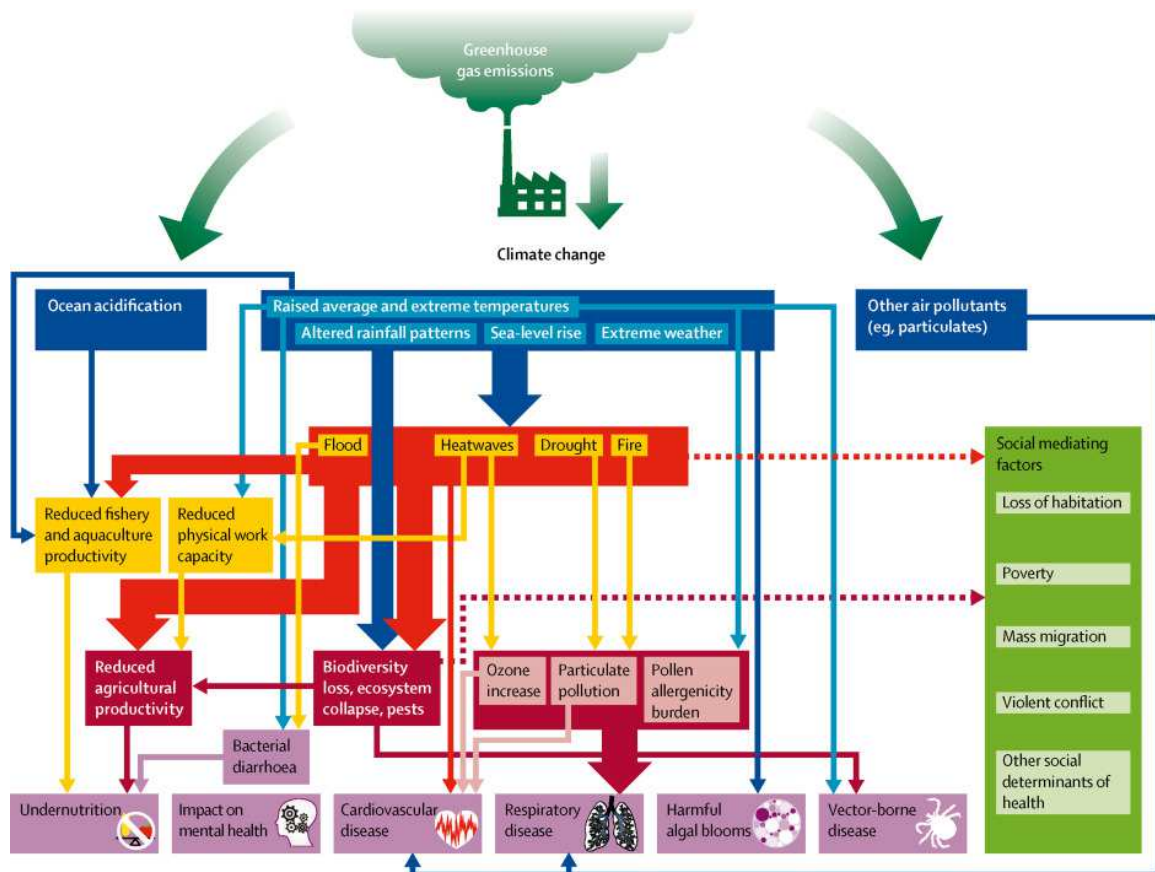 Greenhouse
gas emissions
Climate change
Ocean acidification
Raised average and extreme temperatures
Altered rainfall patterns
Sea-level rise
Extreme weather
Other air pollutants
(eg, particulates)
Flood
Heatwaves
Drought
Fire
Social mediating
factors
Loss of habitation
Poverty
Mass migration
Violent conflict
Other social
determinants of
health
Reduced fishery
and aquaculture
productivity
Reduced
physical work
capacity
Reduced
agricultural
productivity
Biodiversity
loss, ecosystem
collapse, pests
Ozone
increase
Particulate
pollution
Pollen
allergenicity
burden
Bacterial
diarrhoea
Undernutrition
Impact on
mental health
Cardiovascular
disease
Respiratory
disease
Harmful
algal blooms
Vector-borne
disease